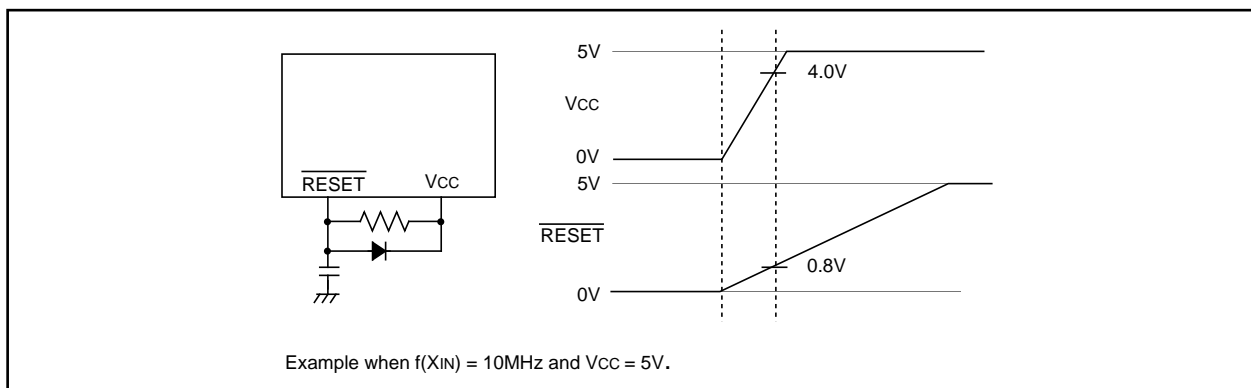 RESET
VCC
5V
4.0V
VCC
0V
5V
RESET
0.8V
0V
Example when f(XIN) = 10MHz and VCC = 5V.